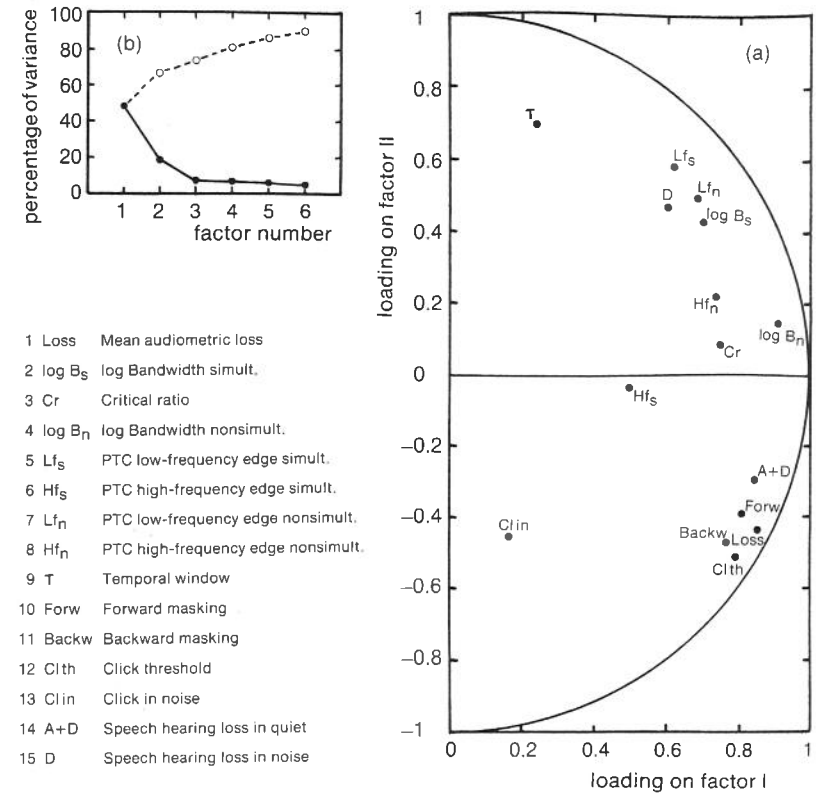 100
80
60
40
20
0
percentage of variance
(b)
1 2 3 4 5 6
factor number
1 Loss Mean audiometric loss
2 log Bs log Bandwidth simult.
3 Cr Critical ratio
4 log Bn log Bandwidth nonsimult.
5 Lfs PTC low-frequency edge simult.
6 Hfs PTC high-frequency edge simult.
7 Lfn PTC low-frequency edge nonsimult.
8 Hfn PTC high-frequency edge nonsimult.
9 τ Temporal window
10 Forw Forward masking
11 Backw Backward masking
12 Clth Click threshold
13 Clin Click in noise
14 A+D Speech hearing loss in quiet
15 D Speech hearing loss in noise
(a)
1
0.8
0.6
0.4
0.2
0
−0.2
−0.4
−0.6
−0.8
−1
loading on factor II
τ
Lfs
D
Lfn
log Bs
Hfn
log Bn
Cr
Hfs
A+D
Forw
Clin
Backw
Loss
Clth
0 0.2 0.4 0.6 0.8 1
loading on factor I